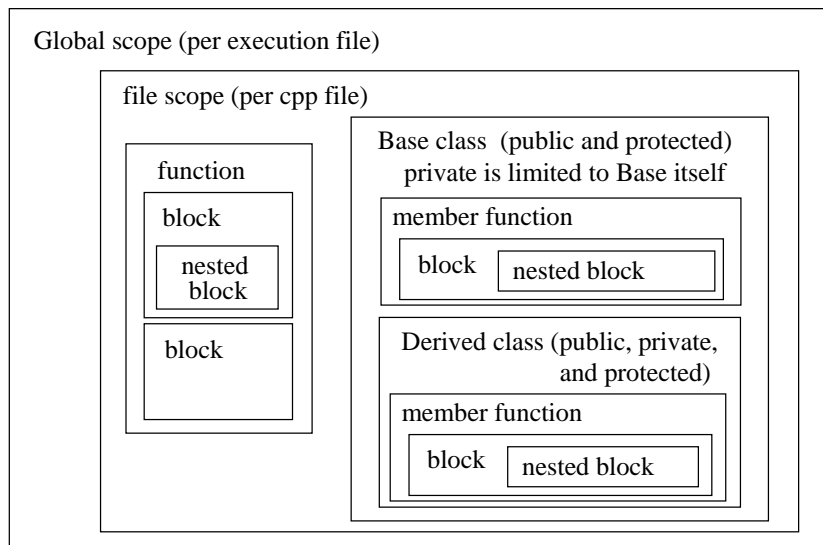 Global scope (per execution file)
file scope (per cpp file)
function
block
nested
block
block
Base class (public and protected)
private is limited to Base itself
member function
block
nested block
Derived class (public, private,
and protected)
member function
block
nested block